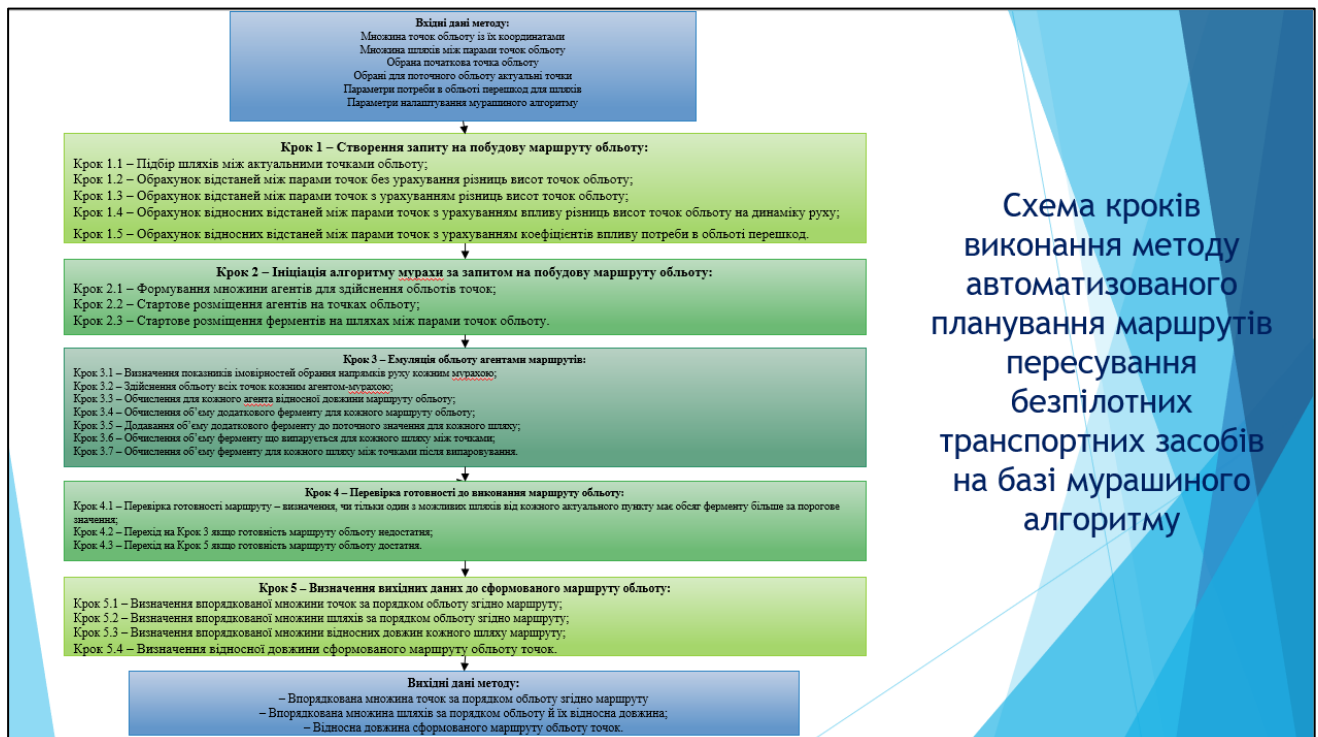 Вхідні дані методу:
Множина точок обльоту із їх координатами
Множина шляхів між парами точок обльоту
Обрана початкова точка обльоту
Обрані для поточного обльоту актуальні точки
Параметри потреби в обльоті перешкод для шляхів
Параметри налаштування мурашиного алгоритму
Крок 1 – Створення запиту на побудову маршруту обльоту:
Крок 1.1 – Підбір шляхів між актуальними точками обльоту;
Крок 1.2 – Обрахунок відстаней між парами точок без урахування різниць висот точок обльоту;
Крок 1.3 – Обрахунок відстаней між парами точок з урахуванням різниць висот точок обльоту;
Крок 1.4 – Обрахунок відносних відстаней між парами точок з урахуванням впливу різниць висот точок обльоту на динаміку руху;
Крок 1.5 – Обрахунок відносних відстаней між парами точок з урахуванням коефіцієнтів впливу потреби в обльоті перешкод.
Крок 2 – Ініціація алгоритму мурахи за запитом на побудову маршруту обльоту:
Крок 2.1 – Формування множини агентів для здійснення обльотів точок;
Крок 2.2 – Стартове розміщення агентів на точках обльоту;
Крок 2.3 – Стартове розміщення ферментів на шляхах між парами точок обльоту.
Крок 3 – Емуляція обльоту агентами маршрутів:
Крок 3.1 – Визначення показників імовірностей обрання напрямків руху кожним мурахою;
Крок 3.2 – Здійснення обльоту всіх точок кожним агентом-мурахою;
Крок 3.3 – Обчислення для кожного агента відносної довжини маршруту обльоту;
Крок 3.4 – Обчислення об’єму додаткового ферменту для кожного маршруту обльоту;
Крок 3.5 – Додавання об’єму додаткового ферменту до поточного значення для кожного шляху;
Крок 3.6 – Обчислення об’єму ферменту що випарується для кожного шляху між точками;
Крок 3.7 – Обчислення об’єму ферменту для кожного шляху між точками після випаровування.
Крок 4 – Перевірка готовності до виконання маршруту обльоту:
Крок 4.1 – Перевірка готовності маршруту – визначення, чи тільки один з можливих шляхів від кожного актуального пункту має обсяг ферменту більше за порогове
значення;
Крок 4.2 – Перехід на Крок 3 якщо готовність маршруту обльоту недостатня;
Крок 4.3 – Перехід на Крок 5 якщо готовність маршруту обльоту достатня.
Крок 5 – Визначення вихідних даних до сформованого маршруту обльоту:
Крок 5.1 – Визначення впорядкованої множини точок за порядком обльоту згідно маршруту;
Крок 5.2 – Визначення впорядкованої множини шляхів за порядком обльоту згідно маршруту;
Крок 5.3 – Визначення впорядкованої множини відносних довжин кожного шляху маршруту;
Крок 5.4 – Визначення відносної довжини сформованого маршруту обльоту точок.
Вихідні дані методу:
– Впорядкована множина точок за порядком обльоту згідно маршруту
– Впорядкована множина шляхів за порядком обльоту й їх відносна довжина;
– Відносна довжина сформованого маршруту обльоту точок.
Схема кроків
виконання методу
автоматизованого
планування маршрутів
пересування
безпілотних
транспортних засобів
на базі мурашиного
алгоритму